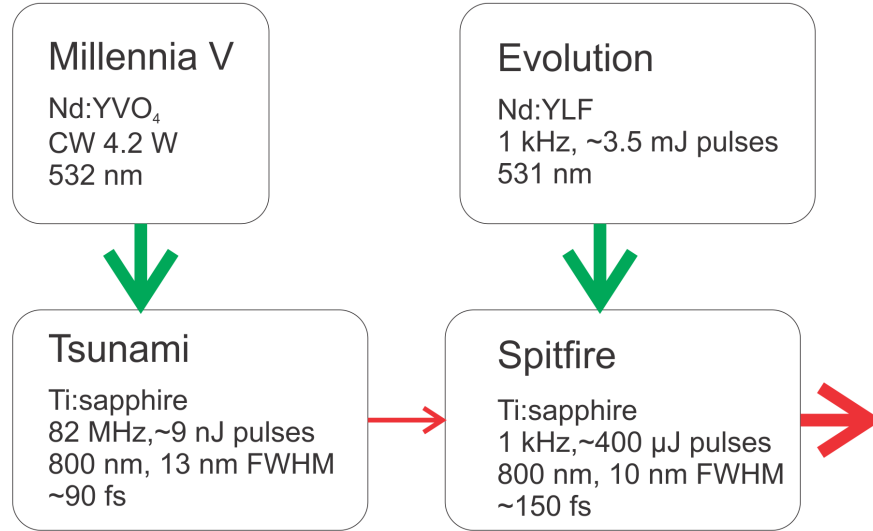 Millennia V
Nd:YVO₄
CW 4.2 W
532 nm
Evolution
Nd:YLF
1 kHz, ~3.5 mJ pulses
531 nm
Tsunami
Ti:sapphire
82 MHz,~9 nJ pulses
800 nm, 13 nm FWHM
~90 fs
Spitfire
Ti:sapphire
1 kHz,~400 µJ pulses
800 nm, 10 nm FWHM
~150 fs